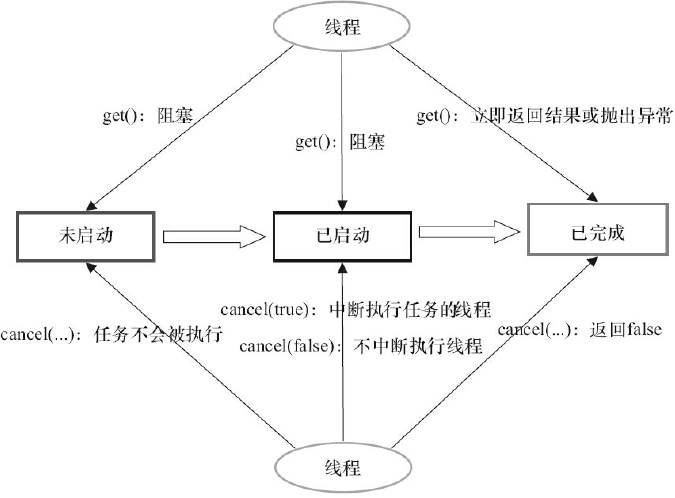 线程
get()：阻塞
get()：阻塞
get()：立即返回结果或抛出异常
未启动
已启动
已完成
cancel(...)：任务不会被执行
cancel(true)：中断执行任务的线程
cancel(false)：不中断执行线程
cancel(...)：返回false
线程